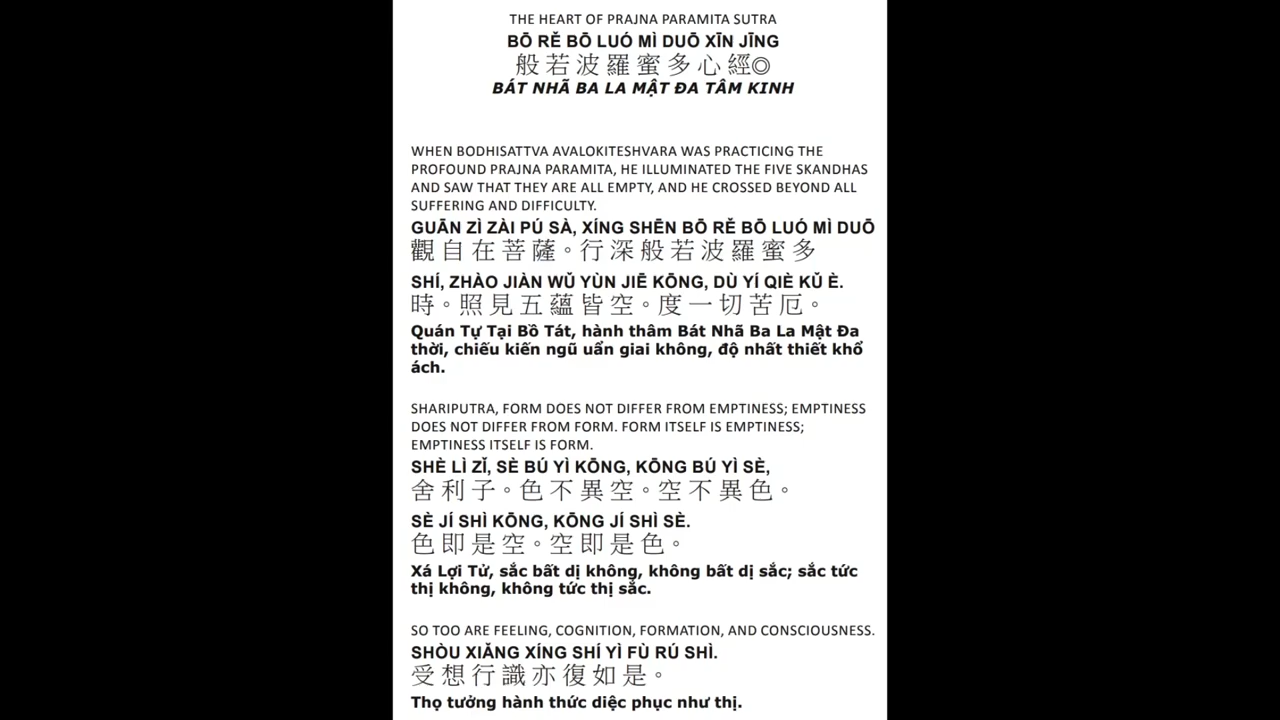 THE HEART OF PRAJNA PARAMITA SUTRA
BŌ RĚ BŌ LUÓ MÌ DUŌ XĪN JĪNG
般若波羅蜜多心經◎
BÁT NHÃ BA LA MẬT ĐA TÂM KINH
WHEN BODHISATTVA AVALOKITESHVARA WAS PRACTICING THE
PROFOUND PRAJNA PARAMITA, HE ILLUMINATED THE FIVE SKANDHAS
AND SAW THAT THEY ARE ALL EMPTY, AND HE CROSSED BEYOND ALL
SUFFERING AND DIFFICULTY.
GUĀN ZÌ ZÀI PÚ SÀ, XÍNG SHĒN BŌ RĚ BŌ LUÓ MÌ DUŌ
觀自在菩薩。行深般若波羅蜜多
SHÍ, ZHÀO JIÀN WǓ YÙN JIĒ KŌNG, DÙ YÍ QIÈ KǓ È.
時。照見五蘊皆空。度一切苦厄。
Quán Tự Tại Bồ Tát, hành thâm Bát Nhã Ba La Mật Đa
thời, chiếu kiến ngũ uẩn giai không, độ nhất thiết khổ
ách.
SHARIPUTRA, FORM DOES NOT DIFFER FROM EMPTINESS; EMPTINESS
DOES NOT DIFFER FROM FORM. FORM ITSELF IS EMPTINESS;
EMPTINESS ITSELF IS FORM.
SHÈ LÌ ZǏ, SÈ BÚ YÌ KŌNG, KŌNG BÚ YÌ SÈ,
舍利子。色不異空。空不異色。
SÈ JÍ SHÌ KŌNG, KŌNG JÍ SHÌ SÈ.
色即是空。空即是色。
Xá Lợi Tử, sắc bất dị không, không bất dị sắc; sắc tức
thị không, không tức thị sắc.
SO TOO ARE FEELING, COGNITION, FORMATION, AND CONSCIOUSNESS.
SHÒU XIĂNG XÍNG SHÍ YÌ FÙ RÚ SHÌ.
受想行識亦復如是。
Thọ tưởng hành thức diệc phục như thị.